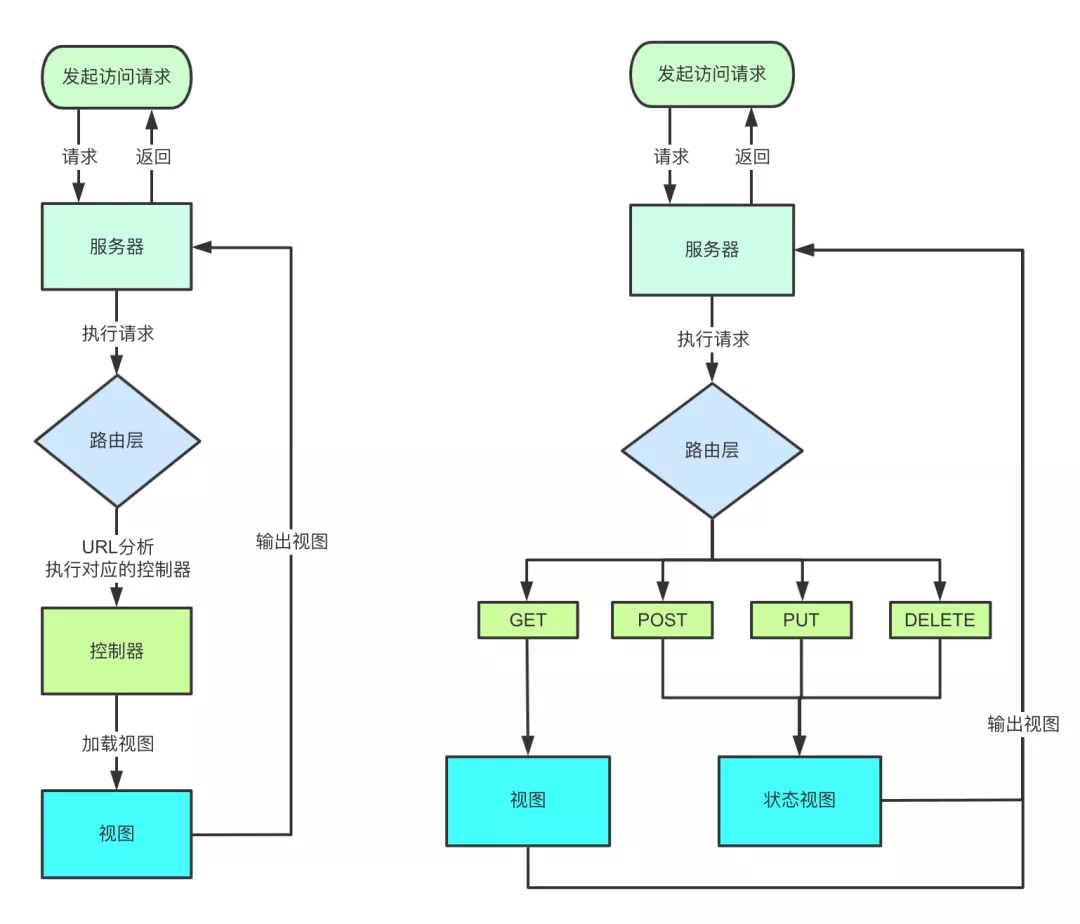 发起访问请求
请求
返回
服务器
执行请求
路由层
URL分析
执行对应的控制器
输出视图
控制器
加载视图
视图
发起访问请求
请求
返回
服务器
执行请求
路由层
GET
POST
PUT
DELETE
输出视图
视图
状态视图